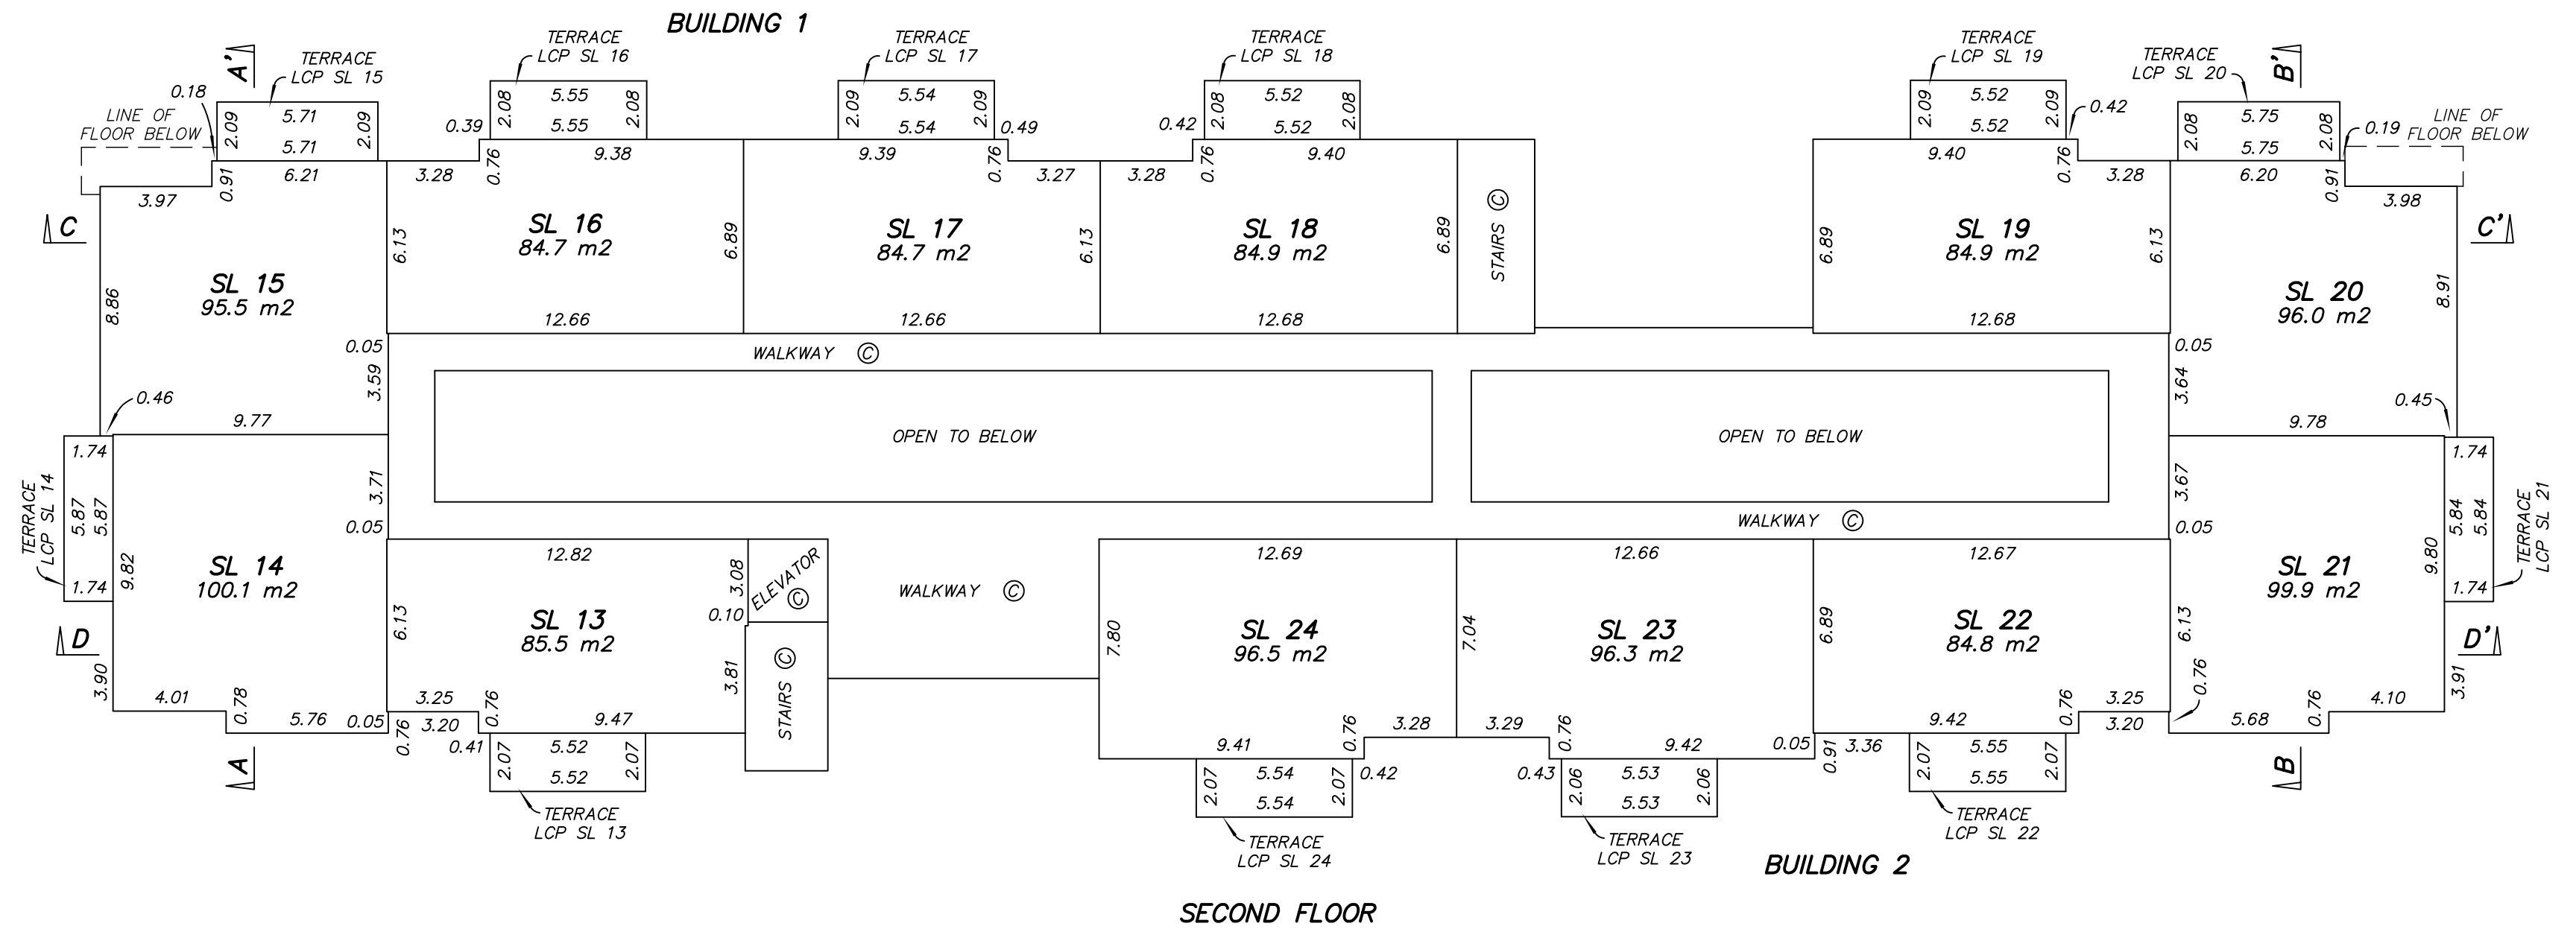 BUILDING 1
TERRACE
LCP SL 15
TERRACE
LCP SL 16
TERRACE
LCP SL 17
TERRACE
LCP SL 18
TERRACE
LCP SL 19
TERRACE
LCP SL 20
A'
B'
0.18
LINE OF
FLOOR BELOW
2.09
5.71
5.71
2.09
0.39
2.08
5.55
5.55
2.08
2.09
5.54
5.54
2.09
0.49
0.42
2.08
5.52
5.52
2.08
2.09
5.52
5.52
2.09
0.42
2.08
5.75
5.75
2.08
0.19
LINE OF
FLOOR BELOW
3.97
0.91
6.21
3.28
0.76
9.38
9.39
0.76
3.27
3.28
0.76
9.40
9.40
0.76
3.28
6.20
0.91
3.98
C
C'
8.86
SL 15
95.5 m2
6.13
SL 16
84.7 m2
6.89
SL 17
84.7 m2
6.13
SL 18
84.9 m2
6.89
STAIRS C
6.89
SL 19
84.9 m2
6.13
SL 20
96.0 m2
8.91
12.66
12.66
12.68
12.68
0.05
3.59
WALKWAY C
0.05
3.64
0.46
9.77
OPEN TO BELOW
OPEN TO BELOW
9.78
0.45
TERRACE
LCP SL 14
1.74
5.87
5.87
1.74
9.82
3.71
0.05
SL 14
100.1 m2
WALKWAY C
3.67
0.05
SL 21
99.9 m2
9.80
1.74
5.84
5.84
1.74
TERRACE
LCP SL 21
12.82
3.08
ELEVATOR
C
0.10
6.13
SL 13
85.5 m2
3.81
STAIRS C
WALKWAY C
12.69
7.80
SL 24
96.5 m2
12.66
7.04
SL 23
96.3 m2
12.67
6.89
SL 22
84.8 m2
6.13
D
D'
3.90
4.01
0.78
5.76
0.05
0.76
3.25
3.20
0.76
9.47
0.41
2.07
5.52
5.52
2.07
9.41
0.76
3.28
3.29
0.76
9.42
0.05
0.91
3.36
9.42
0.76
3.25
3.20
0.76
5.68
0.76
4.10
3.91
2.07
5.54
5.54
2.07
0.42
0.43
2.06
5.53
5.53
2.06
2.07
5.55
5.55
2.07
A
B
TERRACE
LCP SL 13
TERRACE
LCP SL 24
TERRACE
LCP SL 23
TERRACE
LCP SL 22
BUILDING 2
SECOND FLOOR